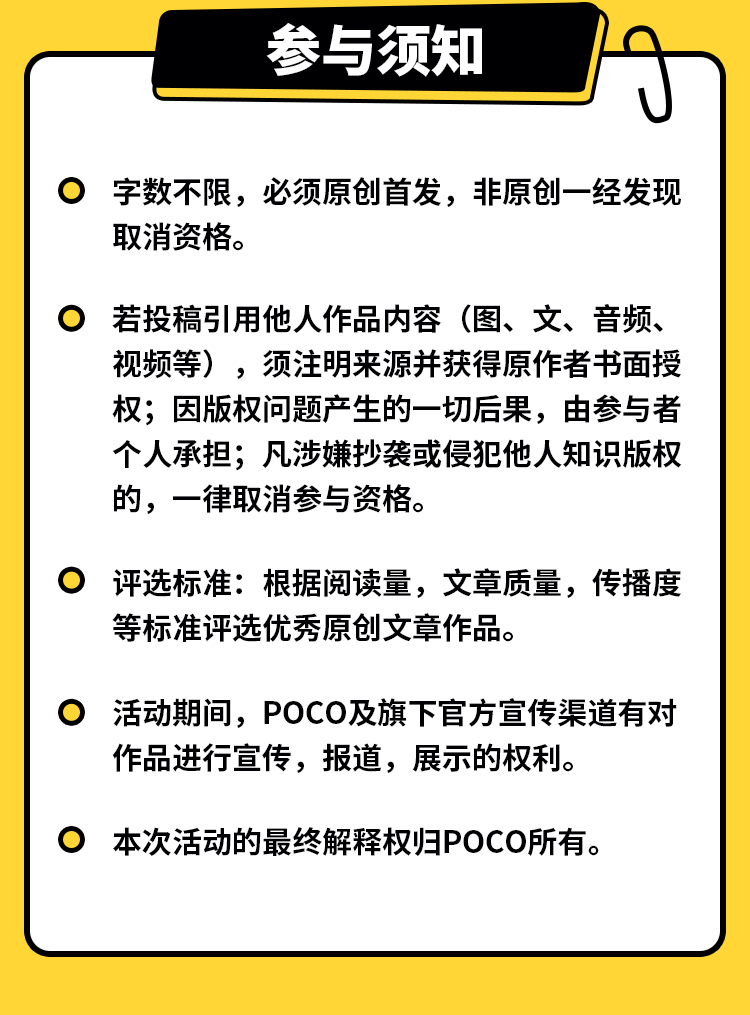 参与须知
字数不限，必须原创首发，非原创一经发现
取消资格。
若投稿引用他人作品内容（图、文、音频、
视频等），须注明来源并获得原作者书面授
权；因版权问题产生的一切后果，由参与者
个人承担；凡涉嫌抄袭或侵犯他人知识版权
的，一律取消参与资格。
评选标准：根据阅读量，文章质量，传播度
等标准评选优秀原创文章作品。
活动期间，POCO及旗下官方宣传渠道有对
作品进行宣传，报道，展示的权利。
本次活动的最终解释权归POCO所有。